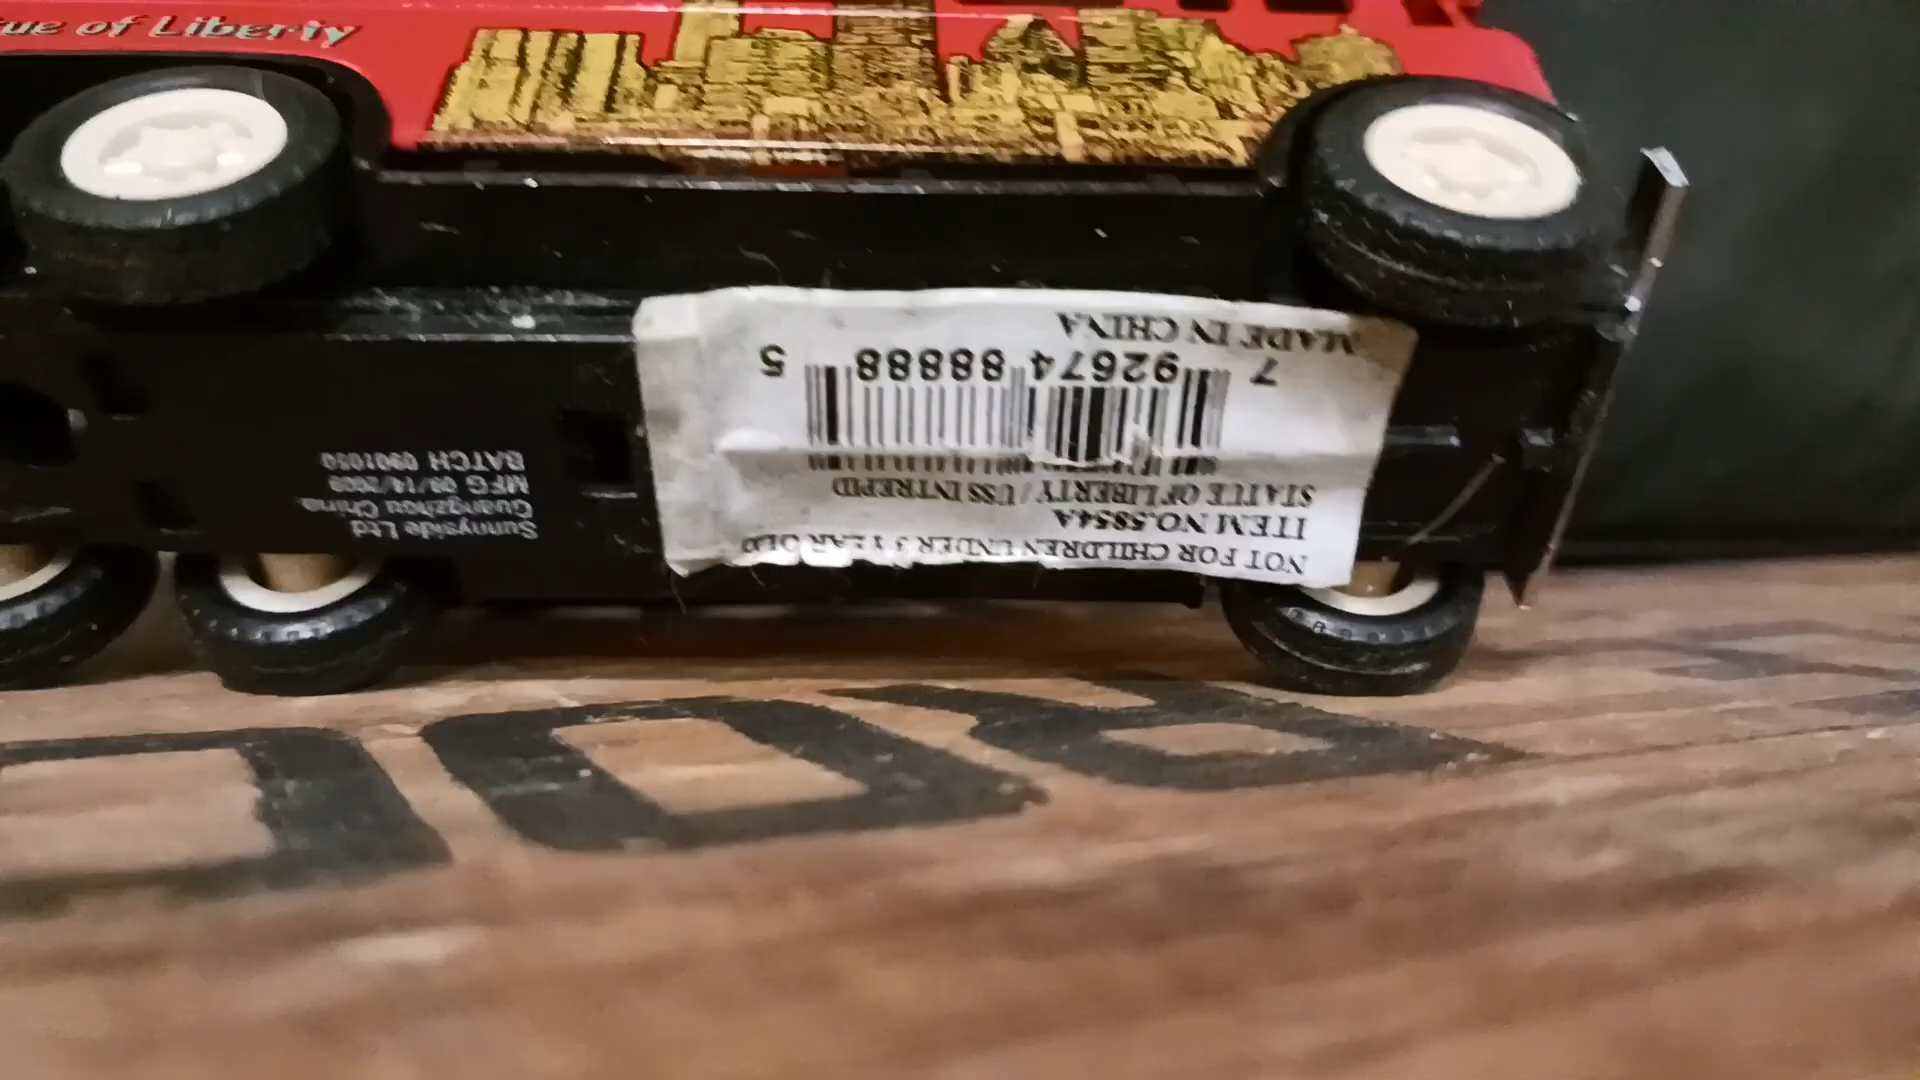 ue of Liberty
NOT FOR CHILDREN UNDER 3 YEAR OLD
ITEM NO.5854A
STATUE OF LIBERTY / USS INTREPID
7 92674 88888 5
MADE IN CHINA
Sunnyside Ltd.
Guangzhou China
MFG 09/14/2009
BATCH 0901050